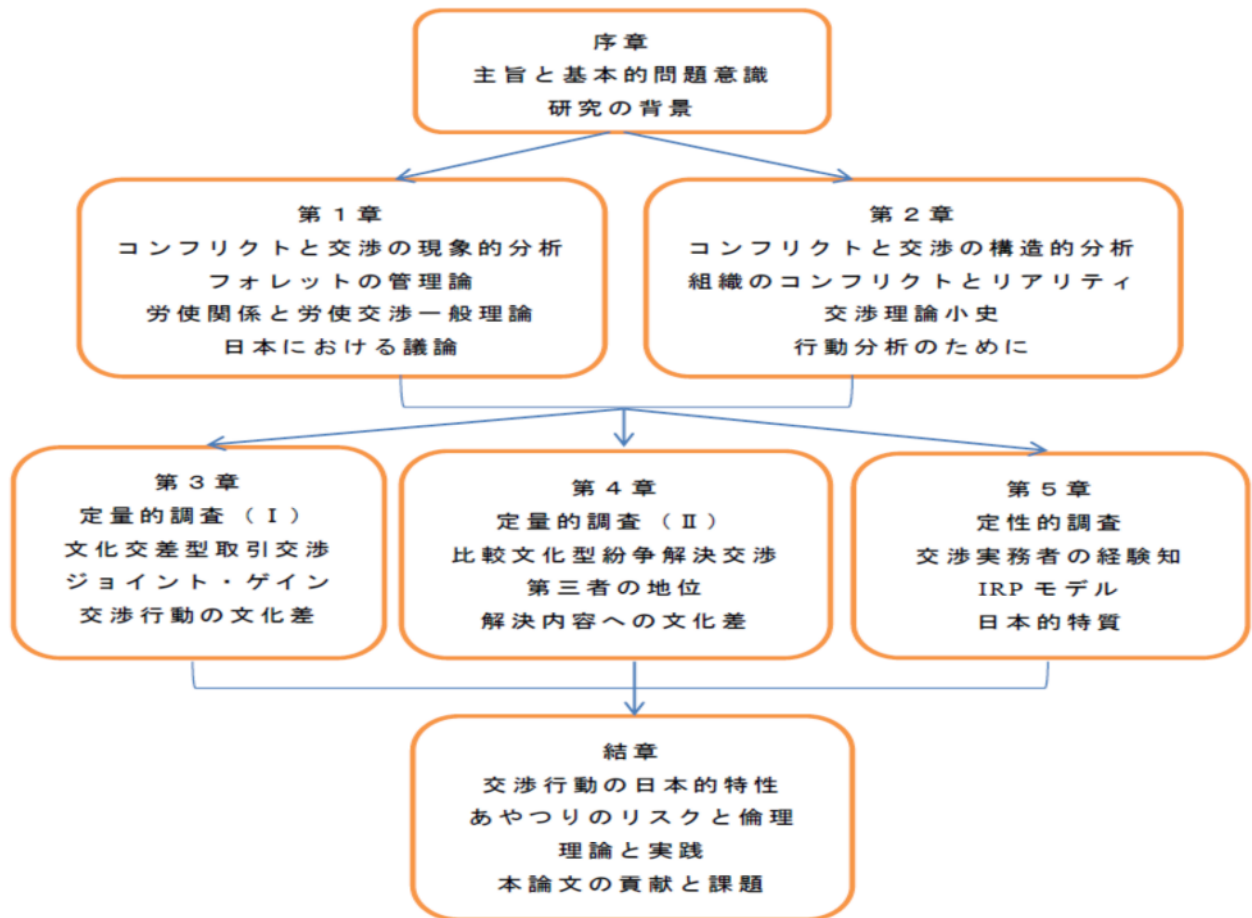 序章
主旨と基本的問題意識
研究の背景
第１章
コンフリクトと交渉の現象的分析
フォレットの管理論
労使関係と労使交渉一般理論
日本における議論
第２章
コンフリクトと交渉の構造的分析
組織のコンフリクトとリアリティ
交渉理論小史
行動分析のために
第３章
定量的調査（Ⅰ）
文化交差型取引交渉
ジョイント・ゲイン
交渉行動の文化差
第４章
定量的調査（Ⅱ）
比較文化型紛争解決交渉
第三者の地位
解決内容への文化差
第５章
定性的調査
交渉実務者の経験知
IRP モデル
日本的特質
結章
交渉行動の日本的特性
あやつりのリスクと倫理
理論と実践
本論文の貢献と課題